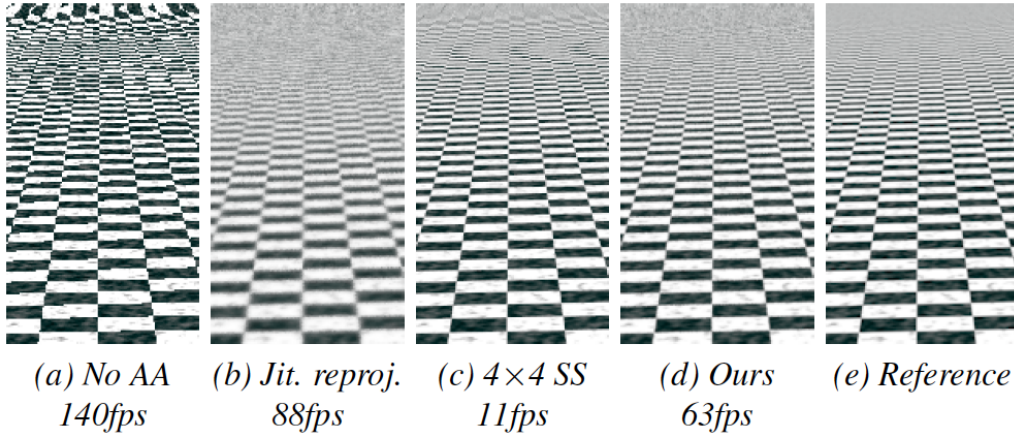 (a) No AA (b) Jit. reproj. (c) 4×4 SS (d) Ours (e) Reference
140fps 88fps 11fps 63fps